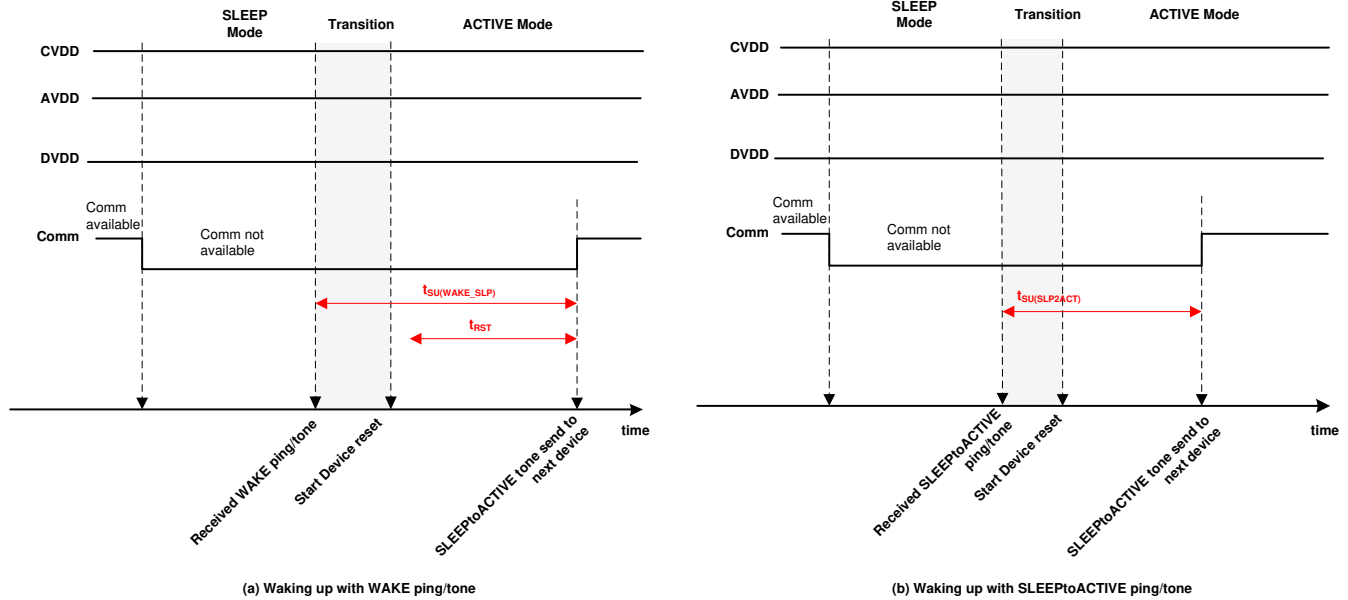 SLEEP
Mode
Transition
ACTIVE Mode
CVDD
AVDD
DVDD
Comm
available
Comm
Comm not
available
tSU(WAKE_SLP)
tRST
time
Received WAKE ping/tone
Start Device reset
SLEEPtoACTIVE tone send to
next device
(a) Waking up with WAKE ping/tone
SLEEP
Mode
Transition
ACTIVE Mode
CVDD
AVDD
DVDD
Comm
available
Comm
Comm not
available
tSU(SLP2ACT)
time
Received SLEEPtoACTIVE
ping/tone
Start Device reset
SLEEPtoACTIVE tone send to
next device
(b) Waking up with SLEEPtoACTIVE ping/tone